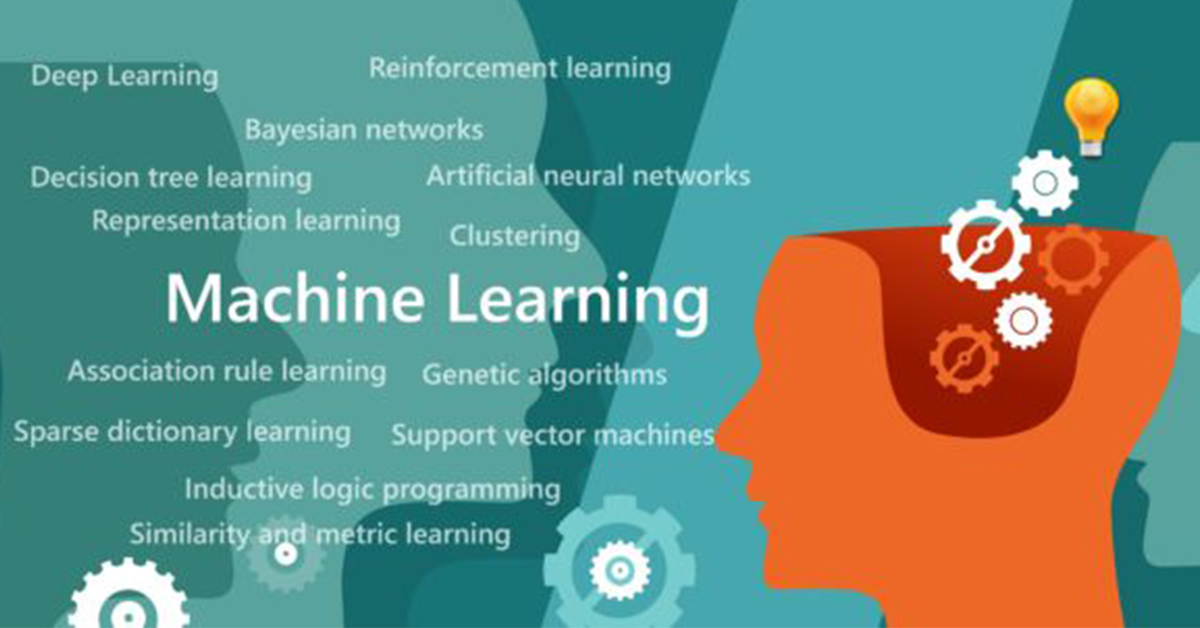 Deep Learning
Reinforcement learning
Bayesian networks
Decision tree learning
Artificial neural networks
Representation learning
Clustering
Machine Learning
Association rule learning
Genetic algorithms
Sparse dictionary learning
Support vector machines
Inductive logic programming
Similarity and metric learning